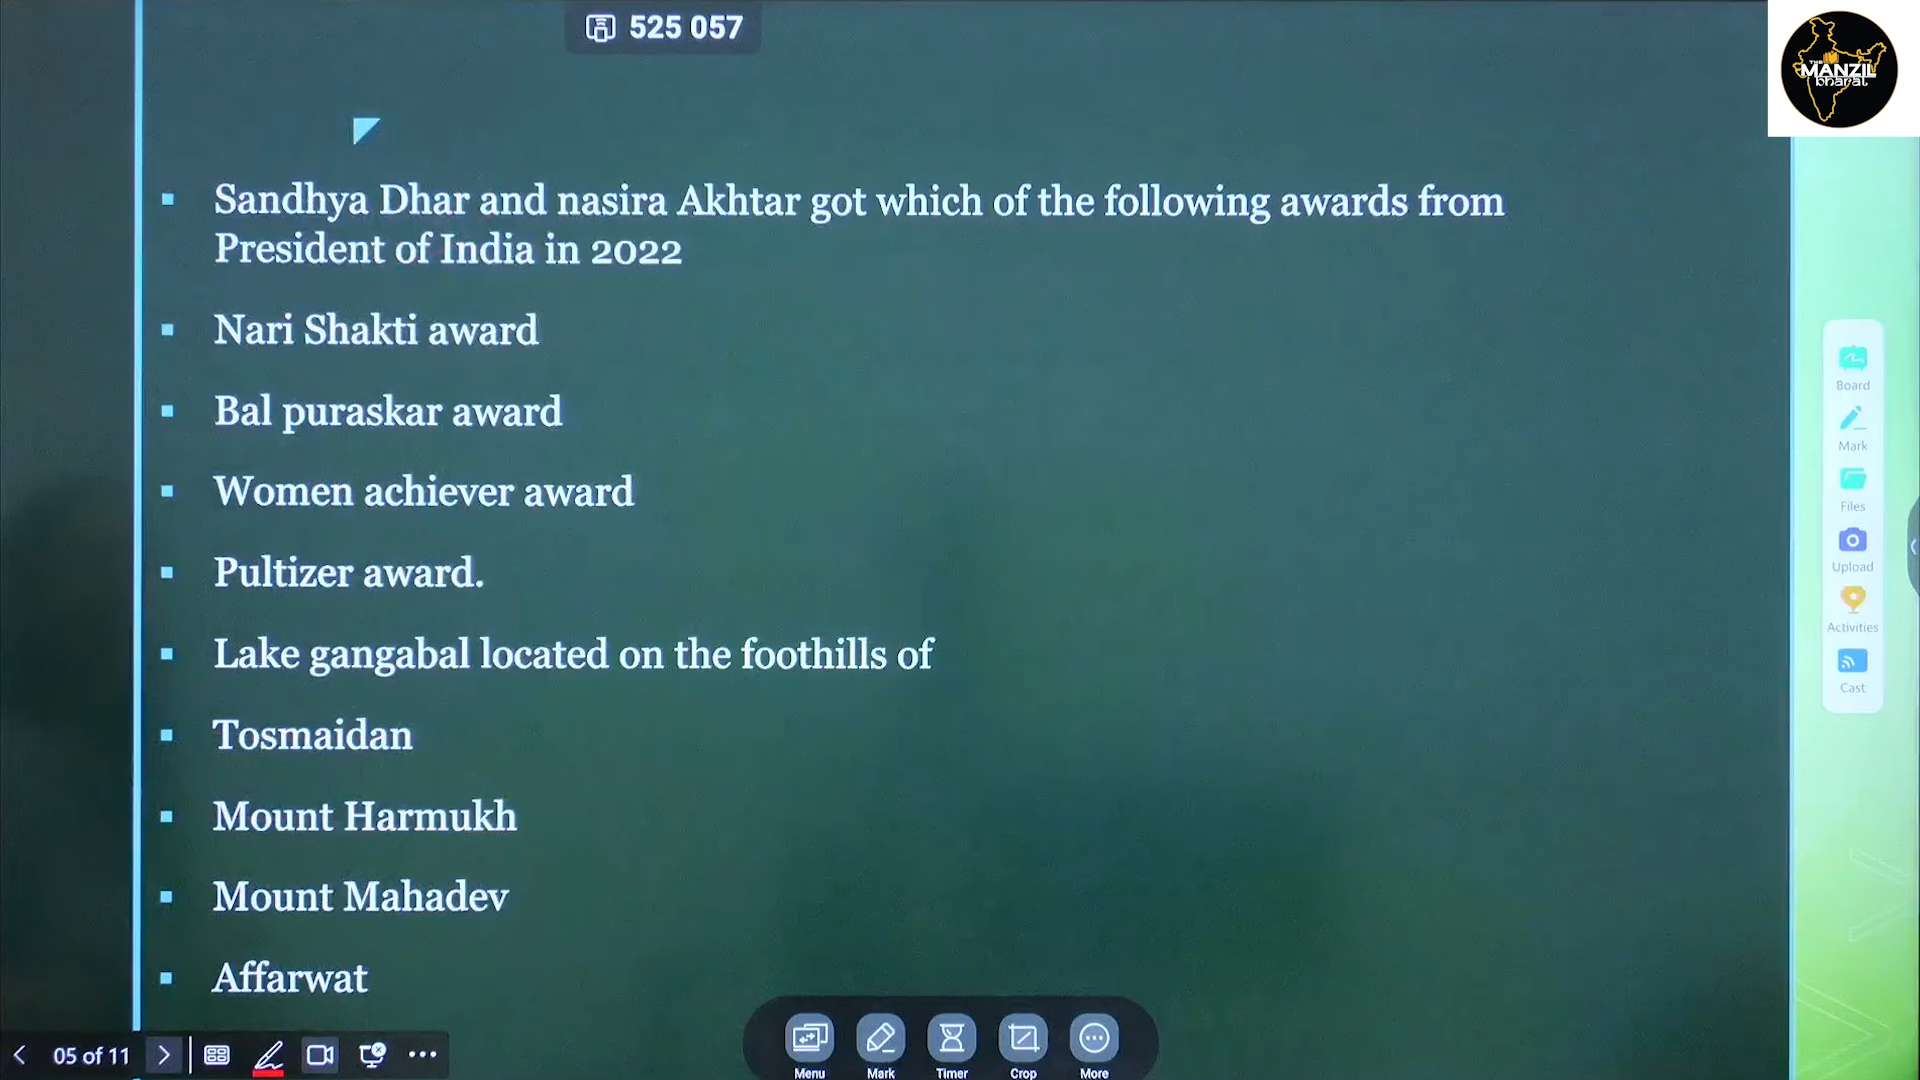 525 057
THE
MANZIL
bharat
Sandhya Dhar and nasira Akhtar got which of the following awards from
President of India in 2022
Nari Shakti award
Bal puraskar award
Women achiever award
Pultizer award.
Lake gangabal located on the foothills of
Tosmaidan
Mount Harmukh
Mount Mahadev
Affarwat
Board
Mark
Files
Upload
Activities
Cast
05 of 11
Menu
Mark
Timer
Crop
More